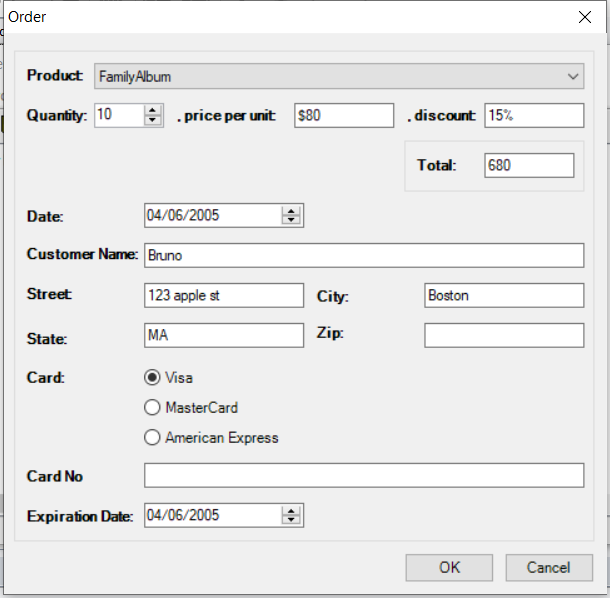 Order
Product: FamilyAlbum
Quantity: 10 . price per unit: $80 . discount: 15%
Total: 680
Date: 04/06/2005
Customer Name: Bruno
Street: 123 apple st City: Boston
State: MA Zip:
Card: Visa
MasterCard
American Express
Card No
Expiration Date: 04/06/2005
OK Cancel